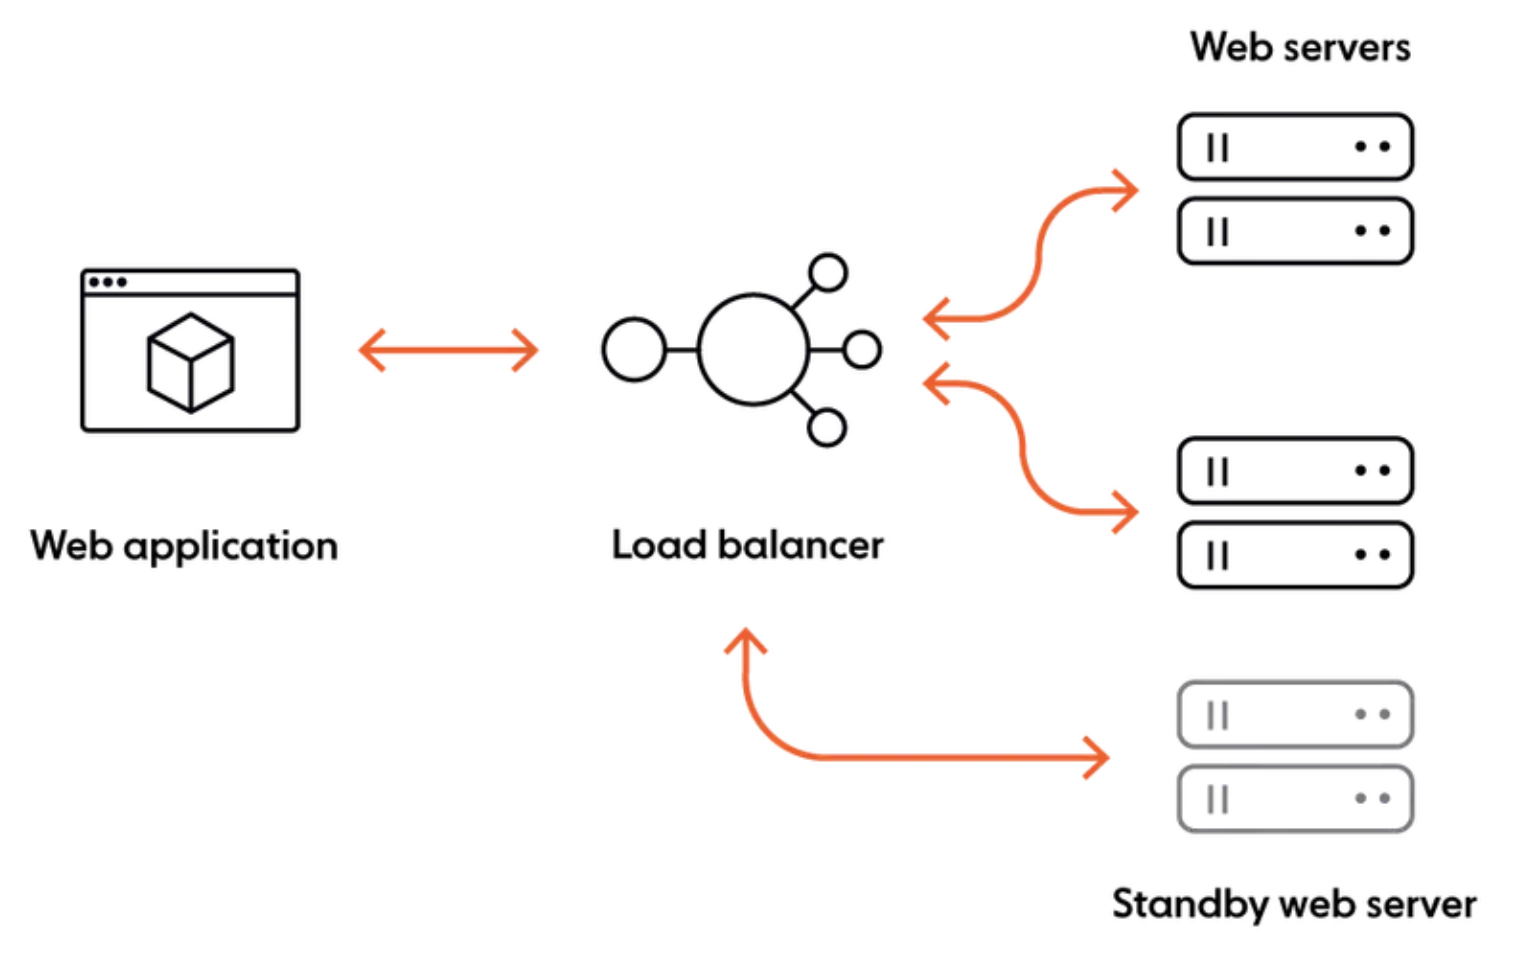 Web servers
Web application
Load balancer
Standby web server